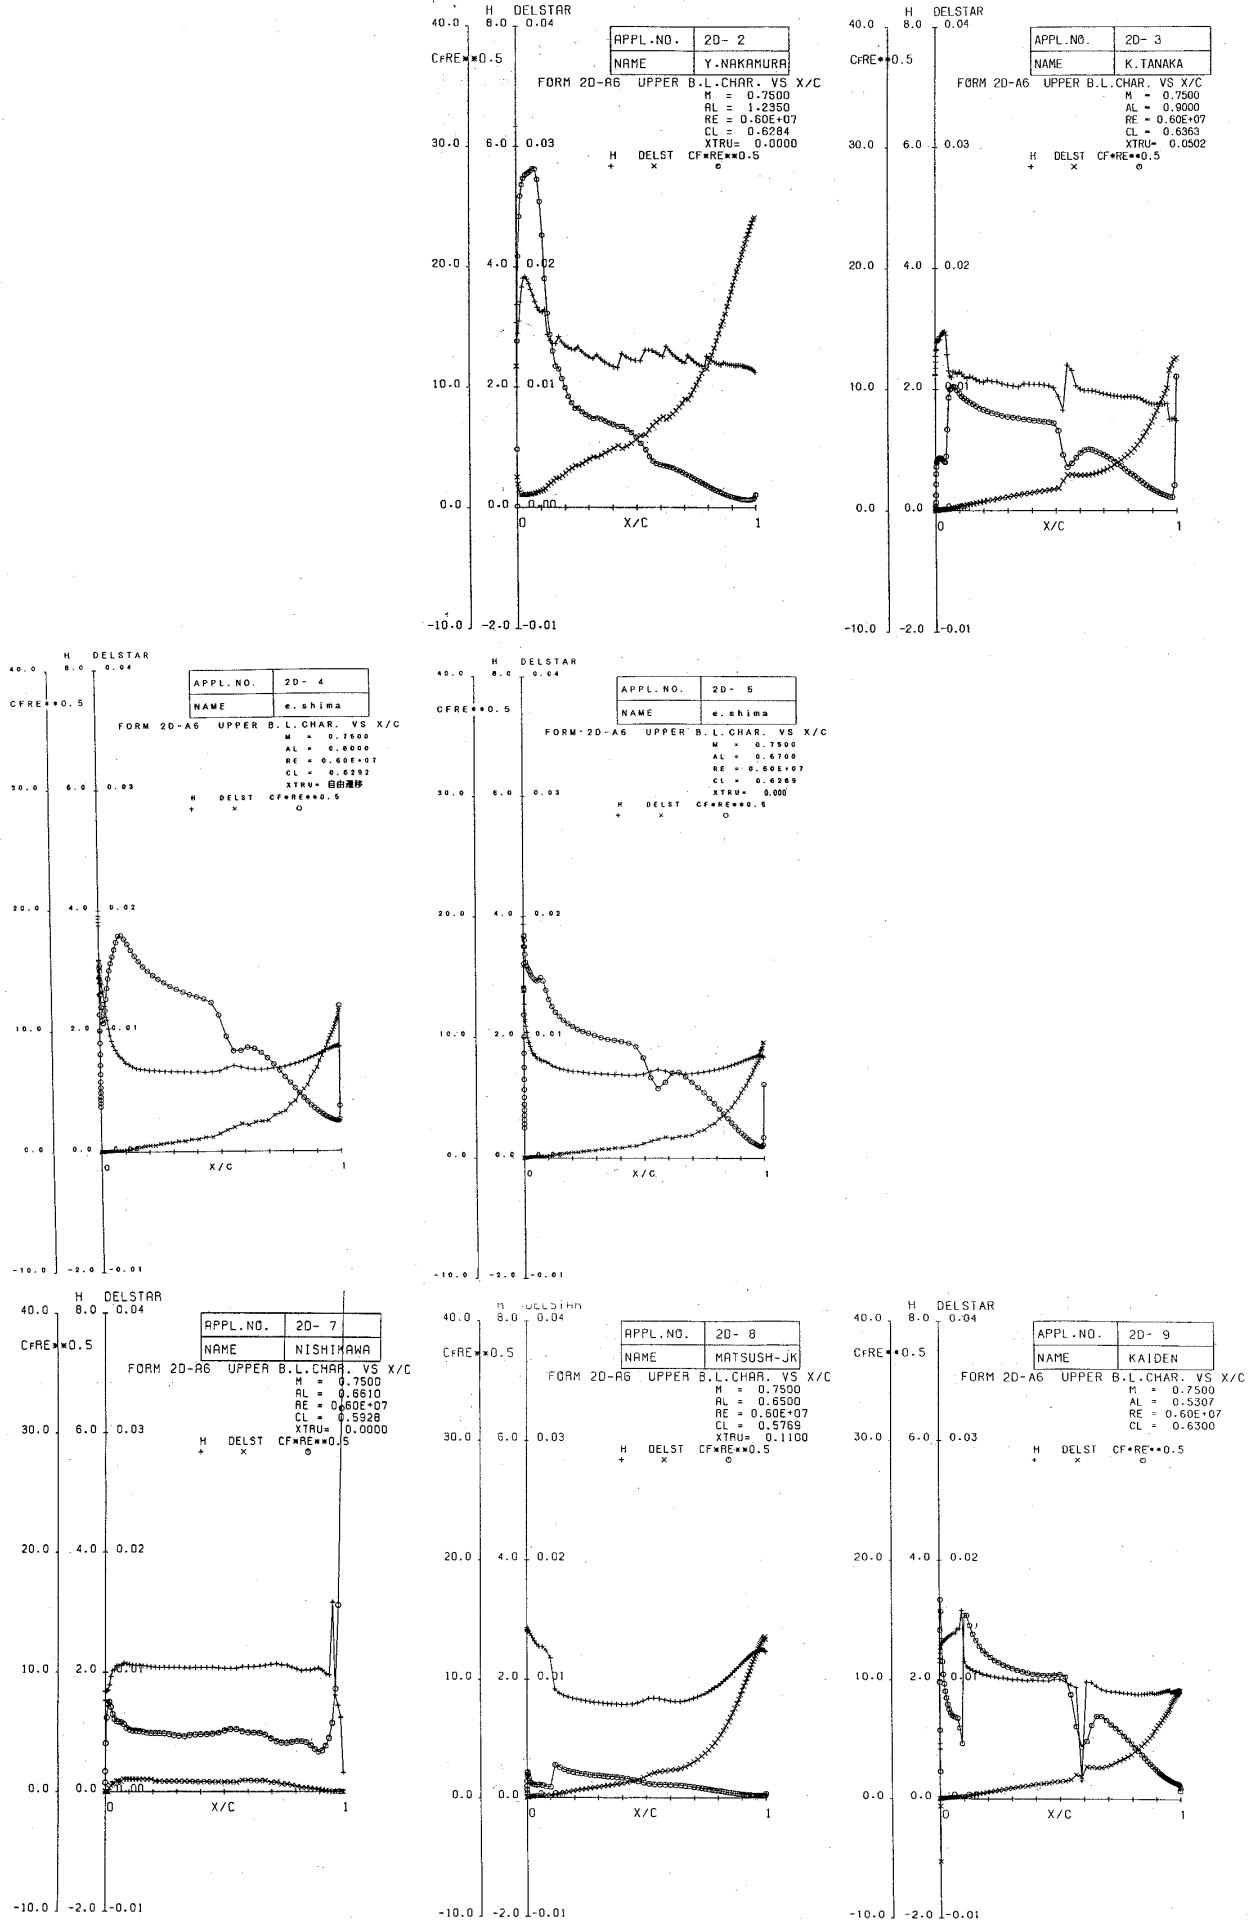 H DELSTAR
40.0 8.0 0.04
CFRE**0.5
APPL.NO. 2D- 2
NAME Y.NAKAMURA
FORM 2D-A6 UPPER B.L.CHAR. VS X/C
M = 0.7500
AL = 1.2350
RE = 0.60E+07
CL = 0.6284
XTRU= 0.0000
H DELST CF*RE**0.5
+ × o
30.0 6.0 0.03
20.0 4.0 0.02
10.0 2.0 0.01
0.0 0.0 0.00
0 X/C 1
-10.0 -2.0 -0.01
H DELSTAR
40.0 8.0 0.04
CFRE**0.5
APPL.NO. 2D- 3
NAME K.TANAKA
FORM 2D-A6 UPPER B.L.CHAR. VS X/C
M = 0.7500
AL = 0.9000
RE = 0.60E+07
CL = 0.6363
XTRU= 0.0502
H DELST CF*RE**0.5
+ × o
30.0 6.0 0.03
20.0 4.0 0.02
10.0 2.0 0.01
0.0 0.0
0 X/C 1
-10.0 -2.0 -0.01
H DELSTAR
40.0 8.0 0.04
CFRE**0.5
APPL.NO. 2D- 4
NAME e.shima
FORM 2D-A6 UPPER B.L.CHAR. VS X/C
M = 0.7500
AL = 0.6000
RE = 0.60E+07
CL = 0.6292
XTRU= 自由遷移
H DELST CF*RE**0.5
+ × o
30.0 6.0 0.03
20.0 4.0 0.02
10.0 2.0 0.01
0.0 0.0
0 X/C 1
-10.0 -2.0 -0.01
H DELSTAR
40.0 8.0 0.04
CFRE**0.5
APPL.NO. 2D- 5
NAME e.shima
FORM 2D-A6 UPPER B.L.CHAR. VS X/C
M = 0.7500
AL = 0.6700
RE = 0.60E+07
CL = 0.6269
XTRU= 0.000
H DELST CF*RE**0.5
+ × o
30.0 6.0 0.03
20.0 4.0 0.02
10.0 2.0 0.01
0.0 0.0
0 X/C 1
-10.0 -2.0 -0.01
H DELSTAR
40.0 8.0 0.04
CFRE**0.5
APPL.NO. 2D- 7
NAME NISHIKAWA
FORM 2D-A6 UPPER B.L.CHAR. VS X/C
M = 0.7500
AL = 0.6610
RE = 0.60E+07
CL = 0.5928
XTRU= 0.0000
H DELST CF*RE**0.5
+ × o
30.0 6.0 0.03
20.0 4.0 0.02
10.0 2.0 0.01
0.0 0.0 0.00
0 X/C 1
-10.0 -2.0 -0.01
H DELSTAR
40.0 8.0 0.04
CFRE**0.5
APPL.NO. 2D- 8
NAME MATSUSH-JK
FORM 2D-A6 UPPER B.L.CHAR. VS X/C
M = 0.7500
AL = 0.6500
RE = 0.60E+07
CL = 0.5769
XTRU= 0.1100
H DELST CF*RE**0.5
+ × o
30.0 6.0 0.03
20.0 4.0 0.02
10.0 2.0 0.01
0.0 0.0
0 X/C 1
-10.0 -2.0 -0.01
H DELSTAR
40.0 8.0 0.04
CFRE**0.5
APPL.NO. 2D- 9
NAME KAIDEN
FORM 2D-A6 UPPER B.L.CHAR. VS X/C
M = 0.7500
AL = 0.5307
RE = 0.60E+07
CL = 0.6300
H DELST CF*RE**0.5
+ × o
30.0 6.0 0.03
20.0 4.0 0.02
10.0 2.0 0.01
0.0 0.0
0 X/C 1
-10.0 -2.0 -0.01